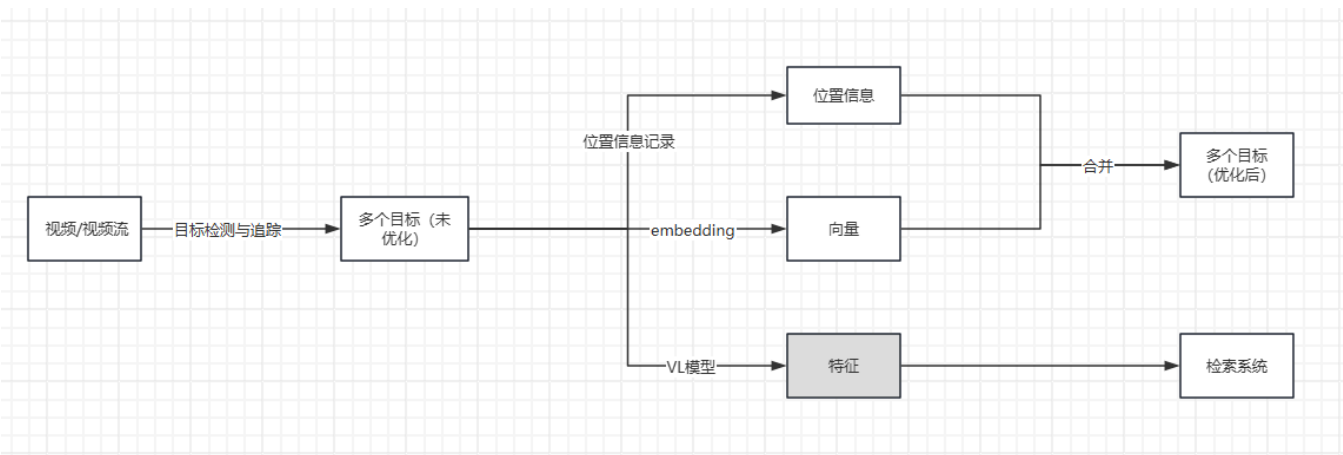 位置信息
位置信息记录
合并
多个目标
(优化后)
视频/视频流
目标检测与追踪
多个目标（未
优化）
embedding
向量
VL模型
特征
检索系统